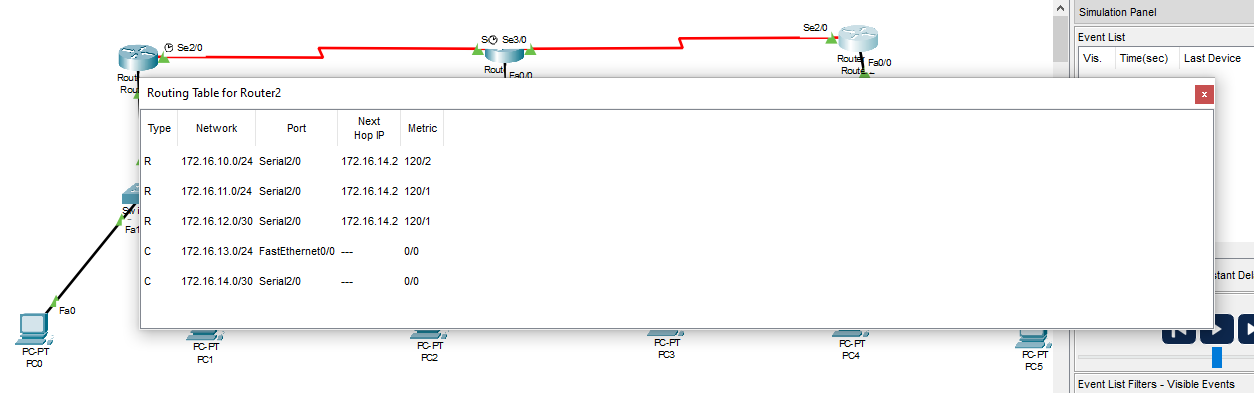 Simulation Panel
Event List
Vis. Time(sec) Last Device
Se2/0
Se3/0
Se2/0
Fa0/0
Fa0/0
Routing Table for Router2
x
Type Network Port Next Hop IP Metric
R 172.16.10.0/24 Serial2/0 172.16.14.2 120/2
R 172.16.11.0/24 Serial2/0 172.16.14.2 120/1
R 172.16.12.0/30 Serial2/0 172.16.14.2 120/1
C 172.16.13.0/24 FastEthernet0/0 --- 0/0
C 172.16.14.0/30 Serial2/0 --- 0/0
Fa0
PC-PT
PC0
PC-PT
PC1
PC-PT
PC2
PC-PT
PC3
PC-PT
PC4
PC-PT
PC5
Event List Filters - Visible Events